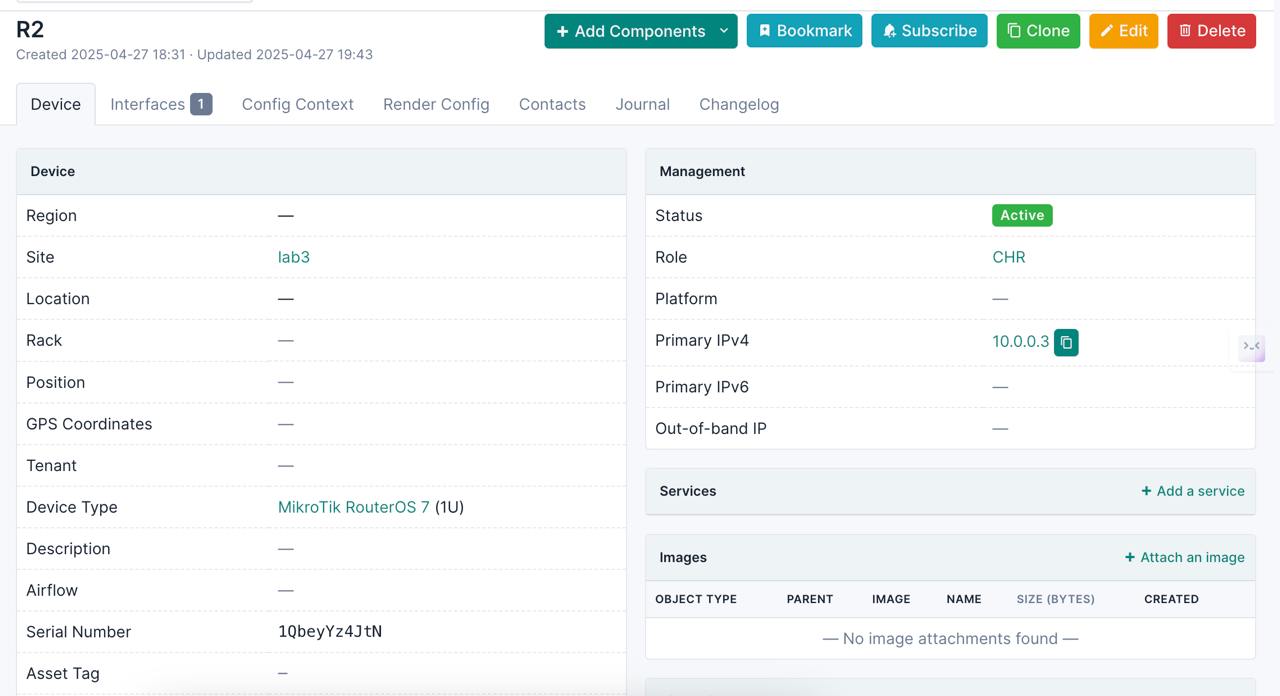 R2
Created 2025-04-27 18:31 · Updated 2025-04-27 19:43
+ Add Components
Bookmark
Subscribe
Clone
Edit
Delete
Device
Interfaces 1
Config Context
Render Config
Contacts
Journal
Changelog
Device
Region —
Site lab3
Location —
Rack —
Position —
GPS Coordinates —
Tenant —
Device Type MikroTik RouterOS 7 (1U)
Description —
Airflow —
Serial Number 1QbeyYz4JtN
Asset Tag —
Management
Status Active
Role CHR
Platform —
Primary IPv4 10.0.0.3
Primary IPv6 —
Out-of-band IP —
Services + Add a service
Images + Attach an image
OBJECT TYPE PARENT IMAGE NAME SIZE (BYTES) CREATED
— No image attachments found —